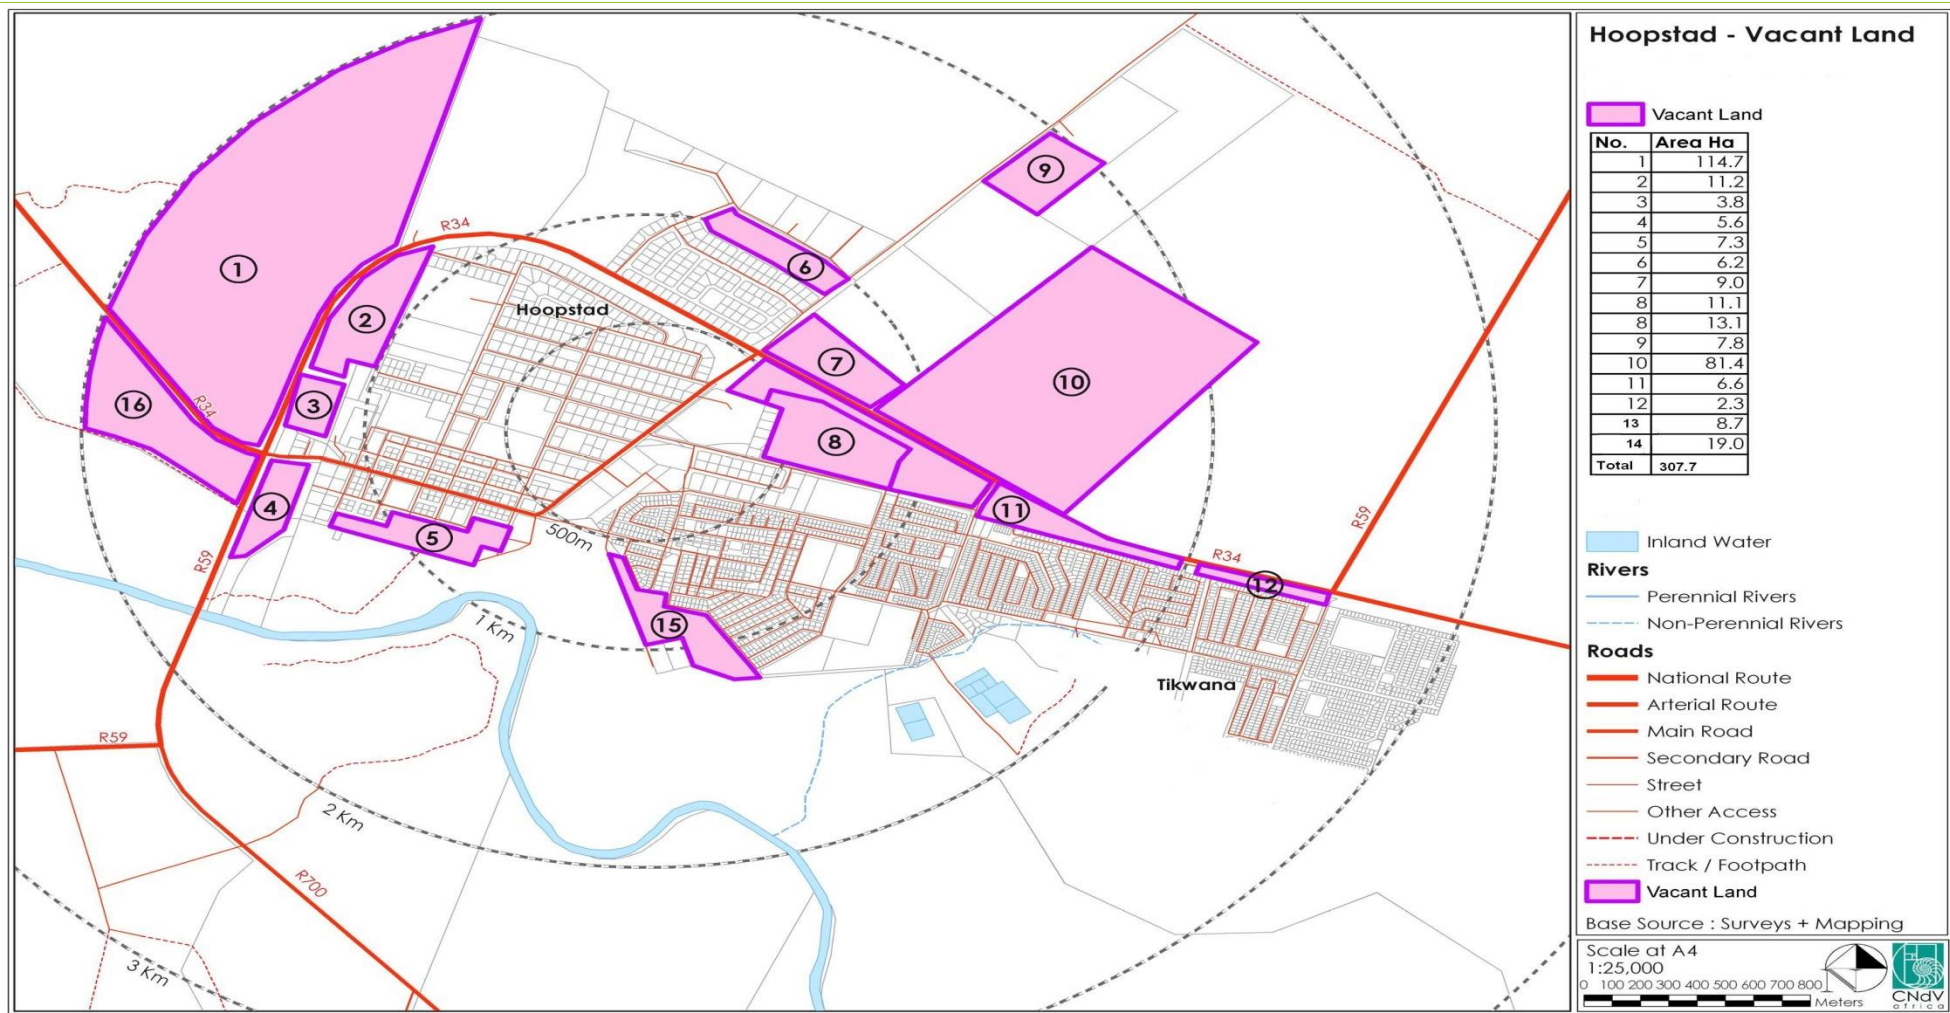 Hoopstad - Vacant Land
Vacant Land
No. Area Ha
1 114.7
2 11.2
3 3.8
4 5.6
5 7.3
6 6.2
7 9.0
8 11.1
8 13.1
9 7.8
10 81.4
11 6.6
12 2.3
13 8.7
14 19.0
Total 307.7
Inland Water
Rivers
Perennial Rivers
Non-Perennial Rivers
Roads
National Route
Arterial Route
Main Road
Secondary Road
Street
Other Access
Under Construction
Track / Footpath
Vacant Land
Base Source : Surveys + Mapping
Scale at A4
1:25,000
0 100 200 300 400 500 600 700 800
Meters
CNdV
africa
1
2
3
4
5
6
7
8
9
10
11
12
15
16
Hoopstad
Tikwana
R34
R34
R34
R59
R59
R59
R700
500m
1 Km
2 Km
3 Km